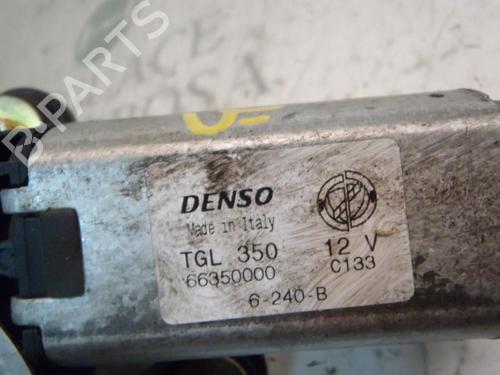 B-PARTS
DENSO
Made in Italy
TGL 350 12 V
66350000 C133
6-240-B